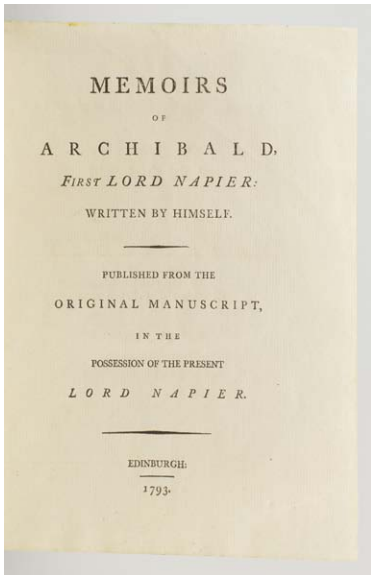 MEMOIRS
OF
ARCHIBALD,
FIRST LORD NAPIER:
WRITTEN BY HIMSELF.
PUBLISHED FROM THE
ORIGINAL MANUSCRIPT,
IN THE
POSSESSION OF THE PRESENT
LORD NAPIER.
EDINBURGH:
1793.